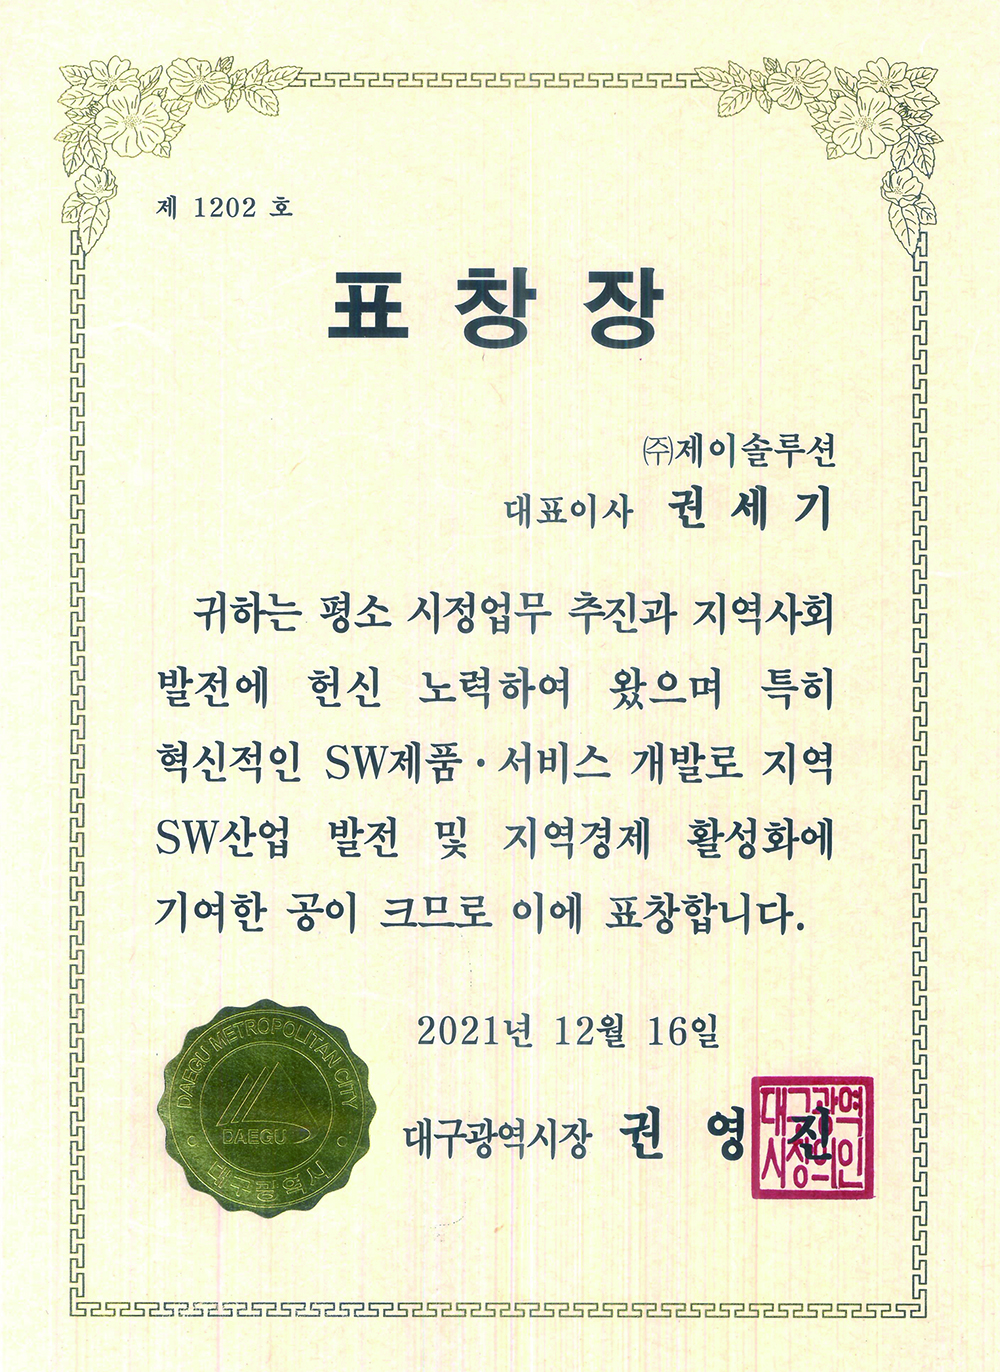 제 1202 호
표 창 장
㈜제이솔루션
대표이사 권 세 기
귀하는 평소 시정업무 추진과 지역사회
발전에 헌신 노력하여 왔으며 특히
혁신적인 SW제품·서비스 개발로 지역
SW산업 발전 및 지역경제 활성화에
기여한 공이 크므로 이에 표창합니다.
2021년 12월 16일
대구광역시장 권 영 진
대구광역
시장의인
DAEGU METROPOLITAN CITY
DAEGU
대구광역시